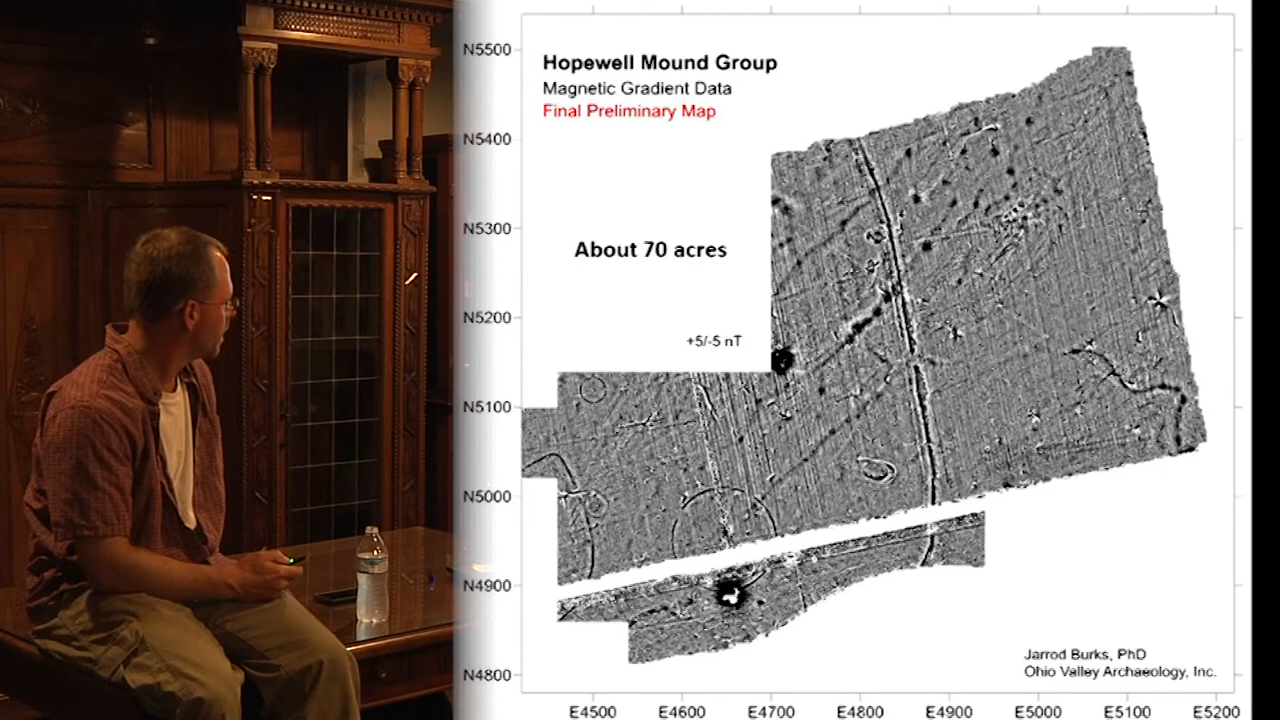 Hopewell Mound Group
Magnetic Gradient Data
Final Preliminary Map
About 70 acres
+5/-5 nT
N5500
N5400
N5300
N5200
N5100
N5000
N4900
N4800
E4500 E4600 E4700 E4800 E4900 E5000 E5100 E5200
Jarrod Burks, PhD
Ohio Valley Archaeology, Inc.